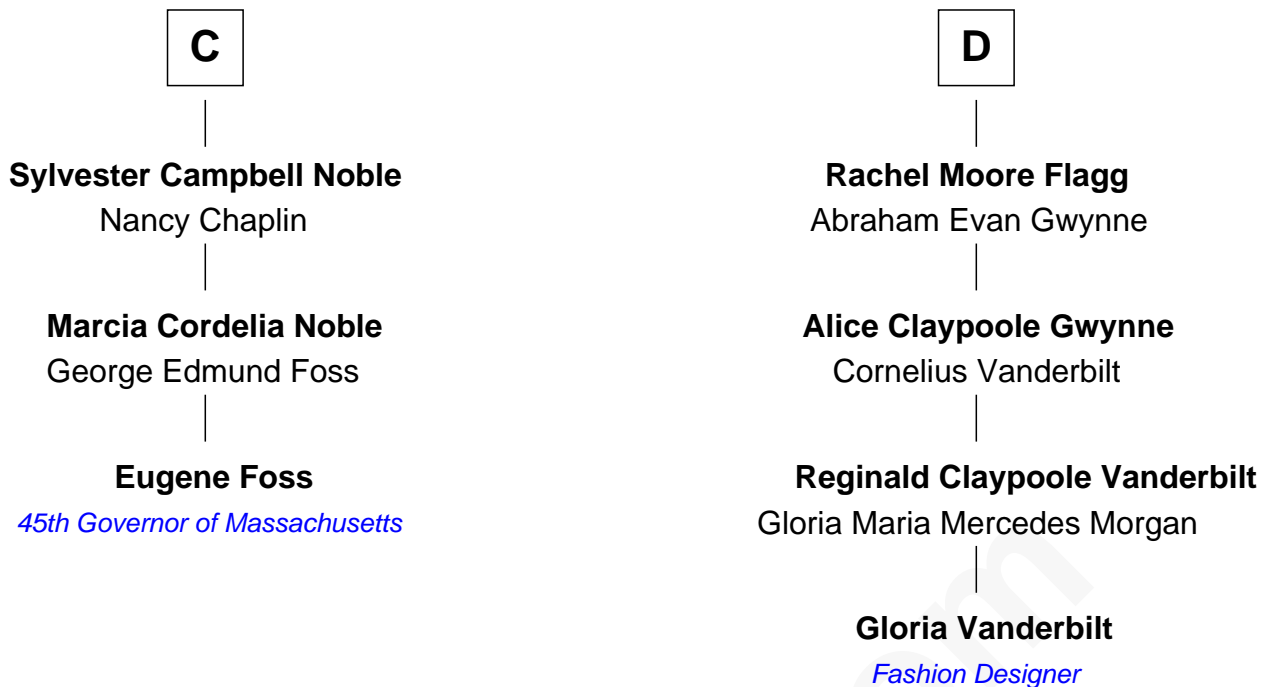 C
Sylvester Campbell Noble
Nancy Chaplin
Marcia Cordelia Noble
George Edmund Foss
Eugene Foss
45th Governor of Massachusetts
D
Rachel Moore Flagg
Abraham Evan Gwynne
Alice Claypoole Gwynne
Cornelius Vanderbilt
Reginald Claypoole Vanderbilt
Gloria Maria Mercedes Morgan
Gloria Vanderbilt
Fashion Designer